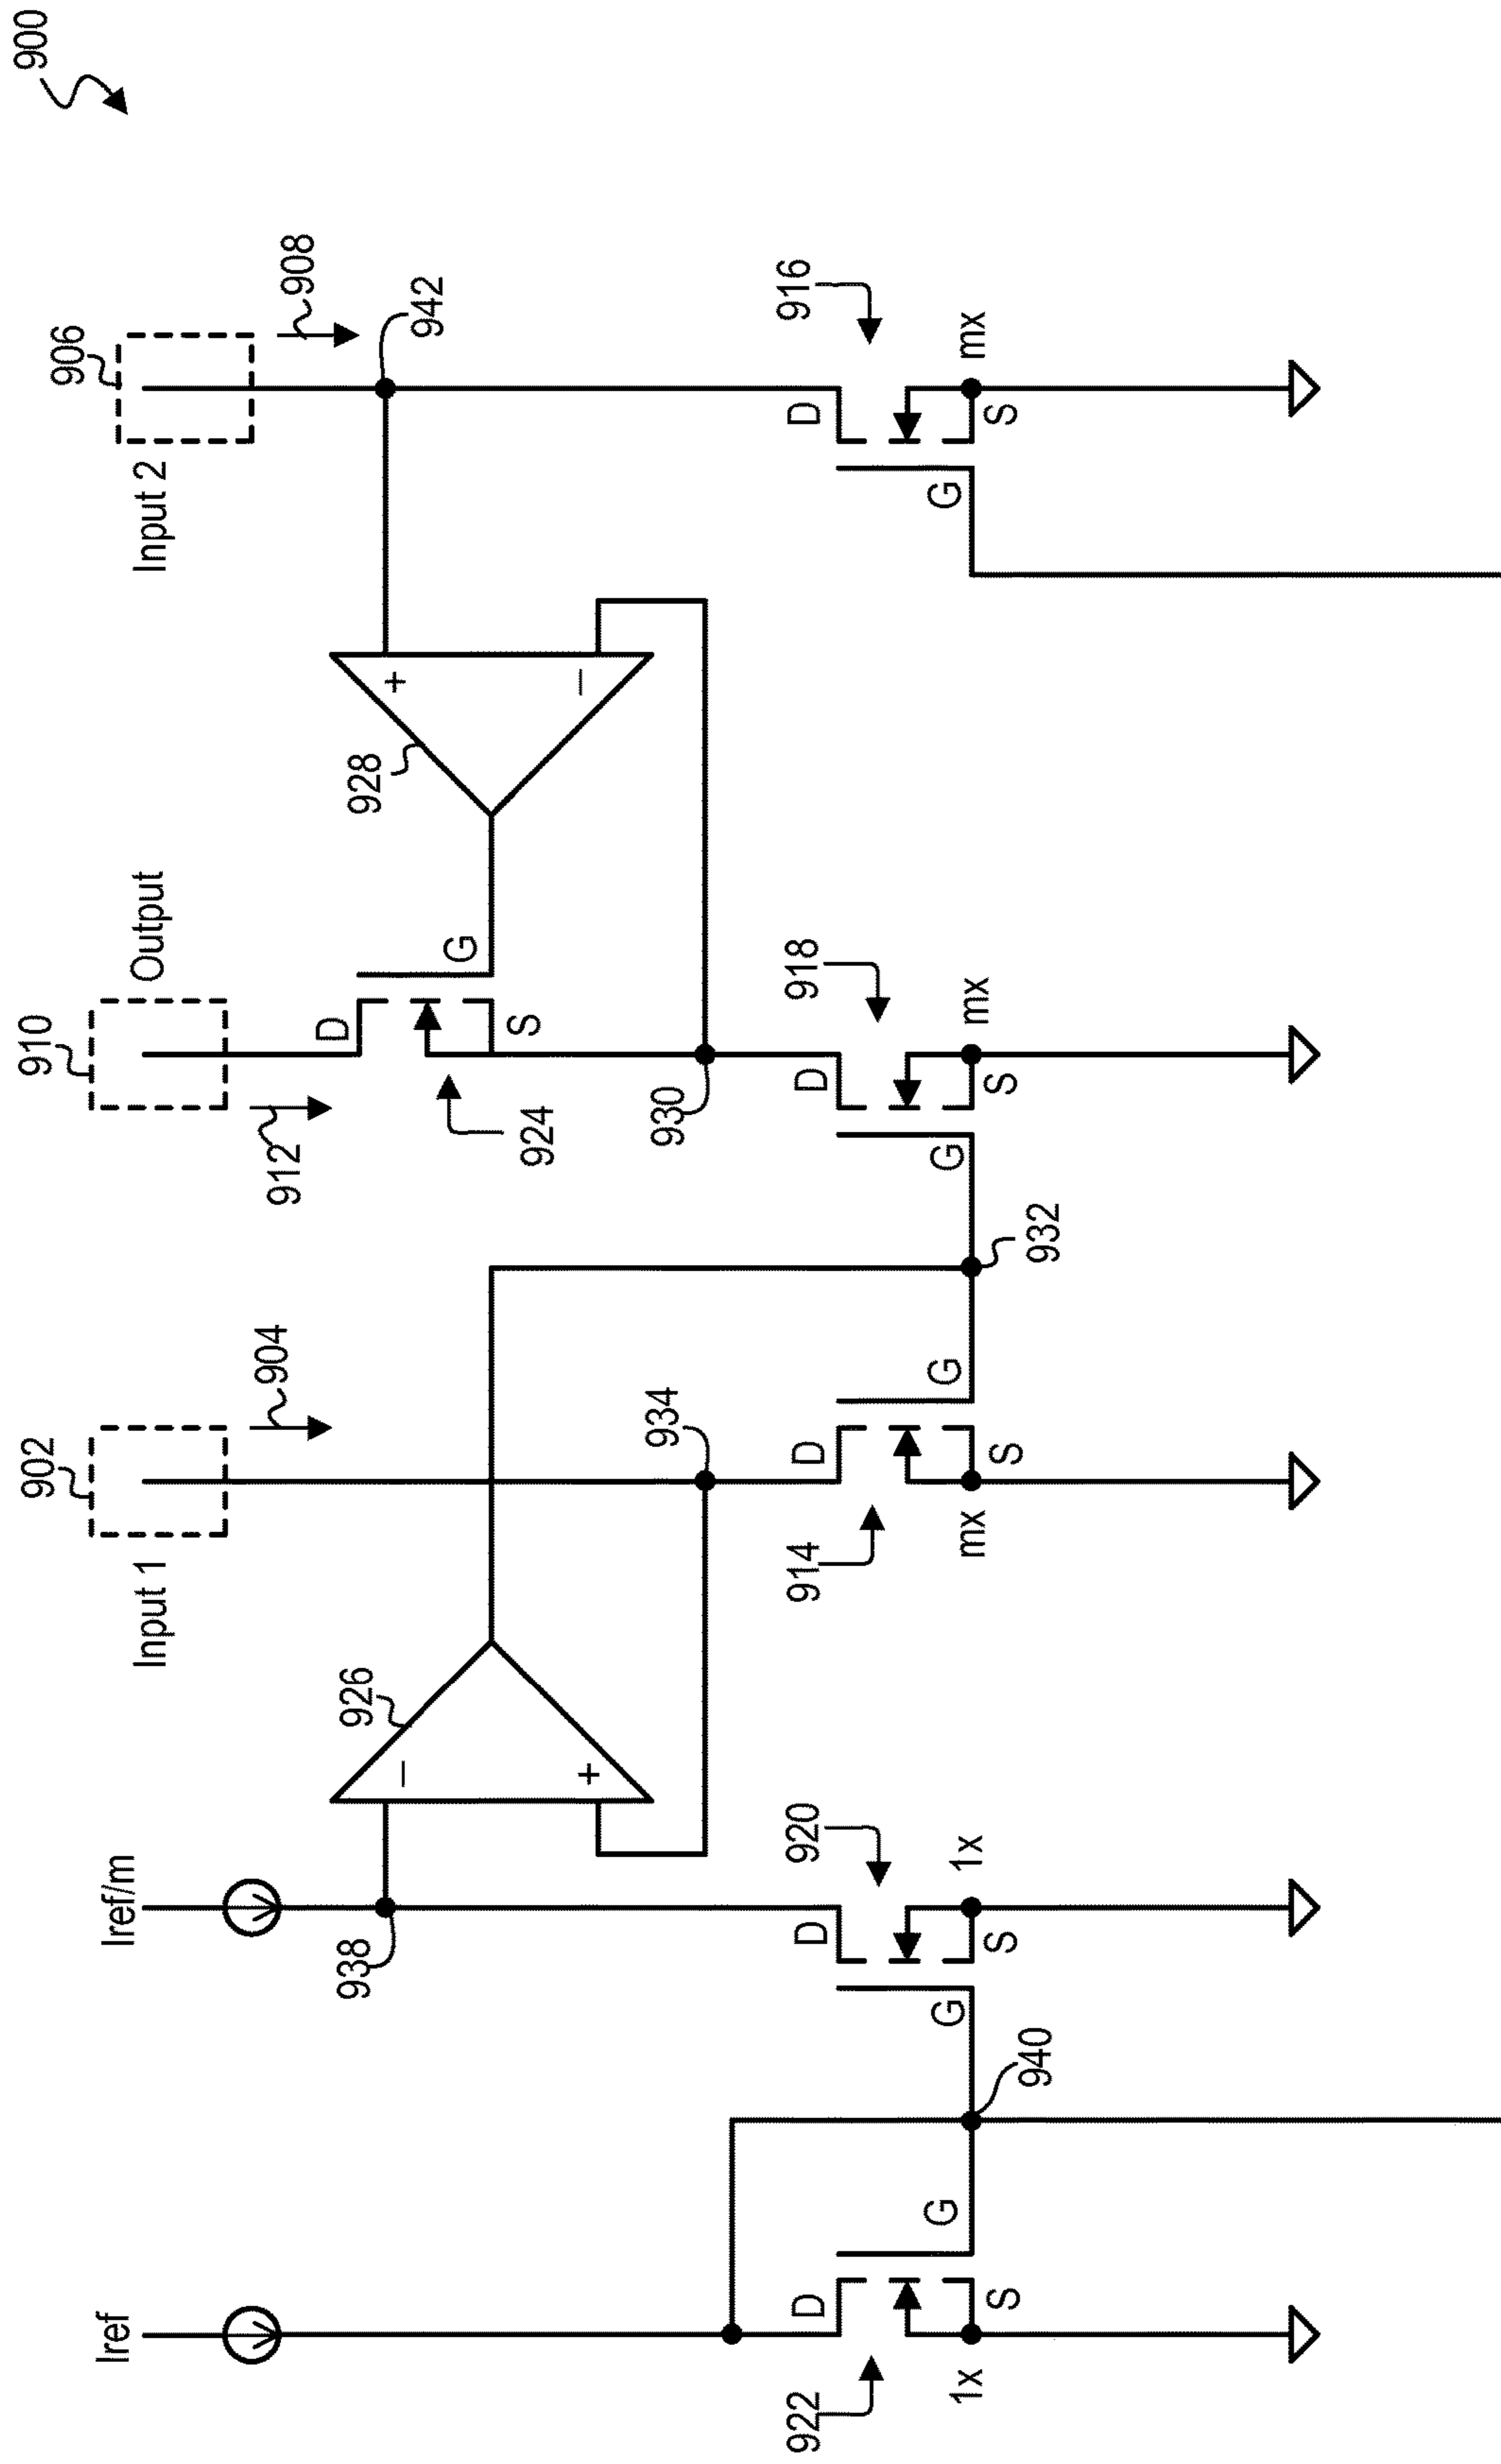 900
902
Input 1
904
910
Output
912
906
Input 2
908
942
Iref
Iref/m
938
926
−
+
934
D
G
S
924
928
+
−
930
922
D
G
S
1x
940
920
D
G
S
1x
914
D
G
S
mx
932
918
D
G
S
mx
916
D
G
S
mx